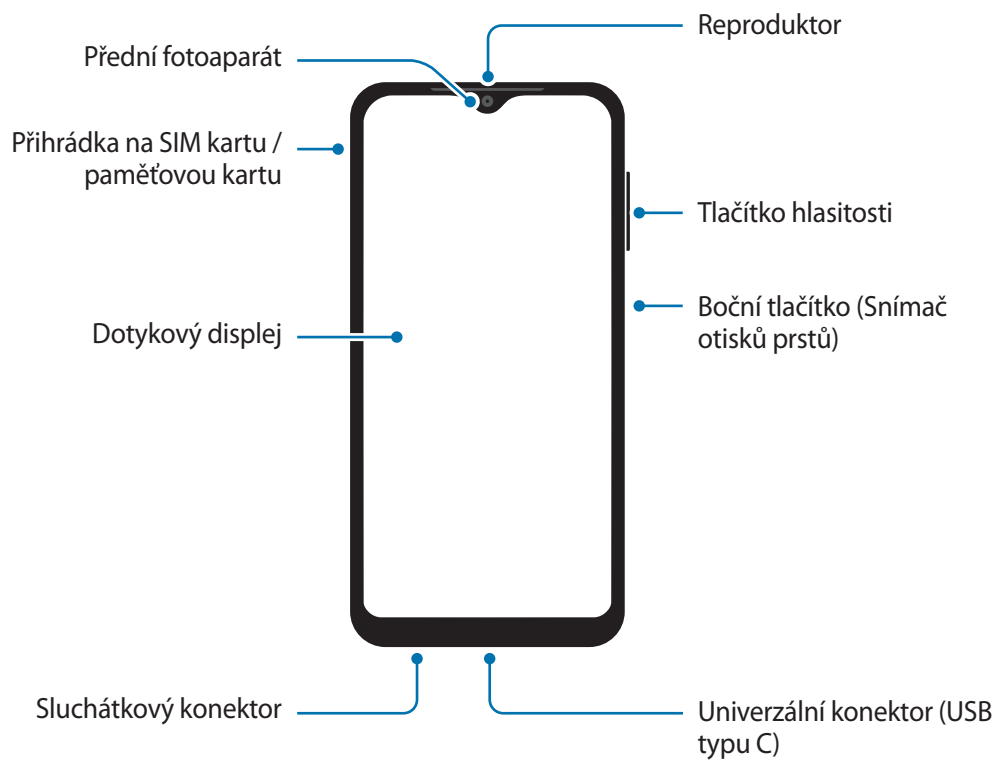 Reproduktor
Přední fotoaparát
Přihrádka na SIM kartu /
paměťovou kartu
Tlačítko hlasitosti
Boční tlačítko (Snímač
otisků prstů)
Dotykový displej
Sluchátkový konektor
Univerzální konektor (USB
typu C)